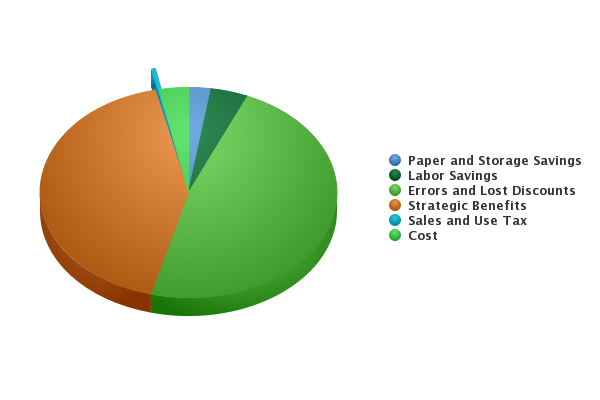 Paper and Storage Savings
Labor Savings
Errors and Lost Discounts
Strategic Benefits
Sales and Use Tax
Cost